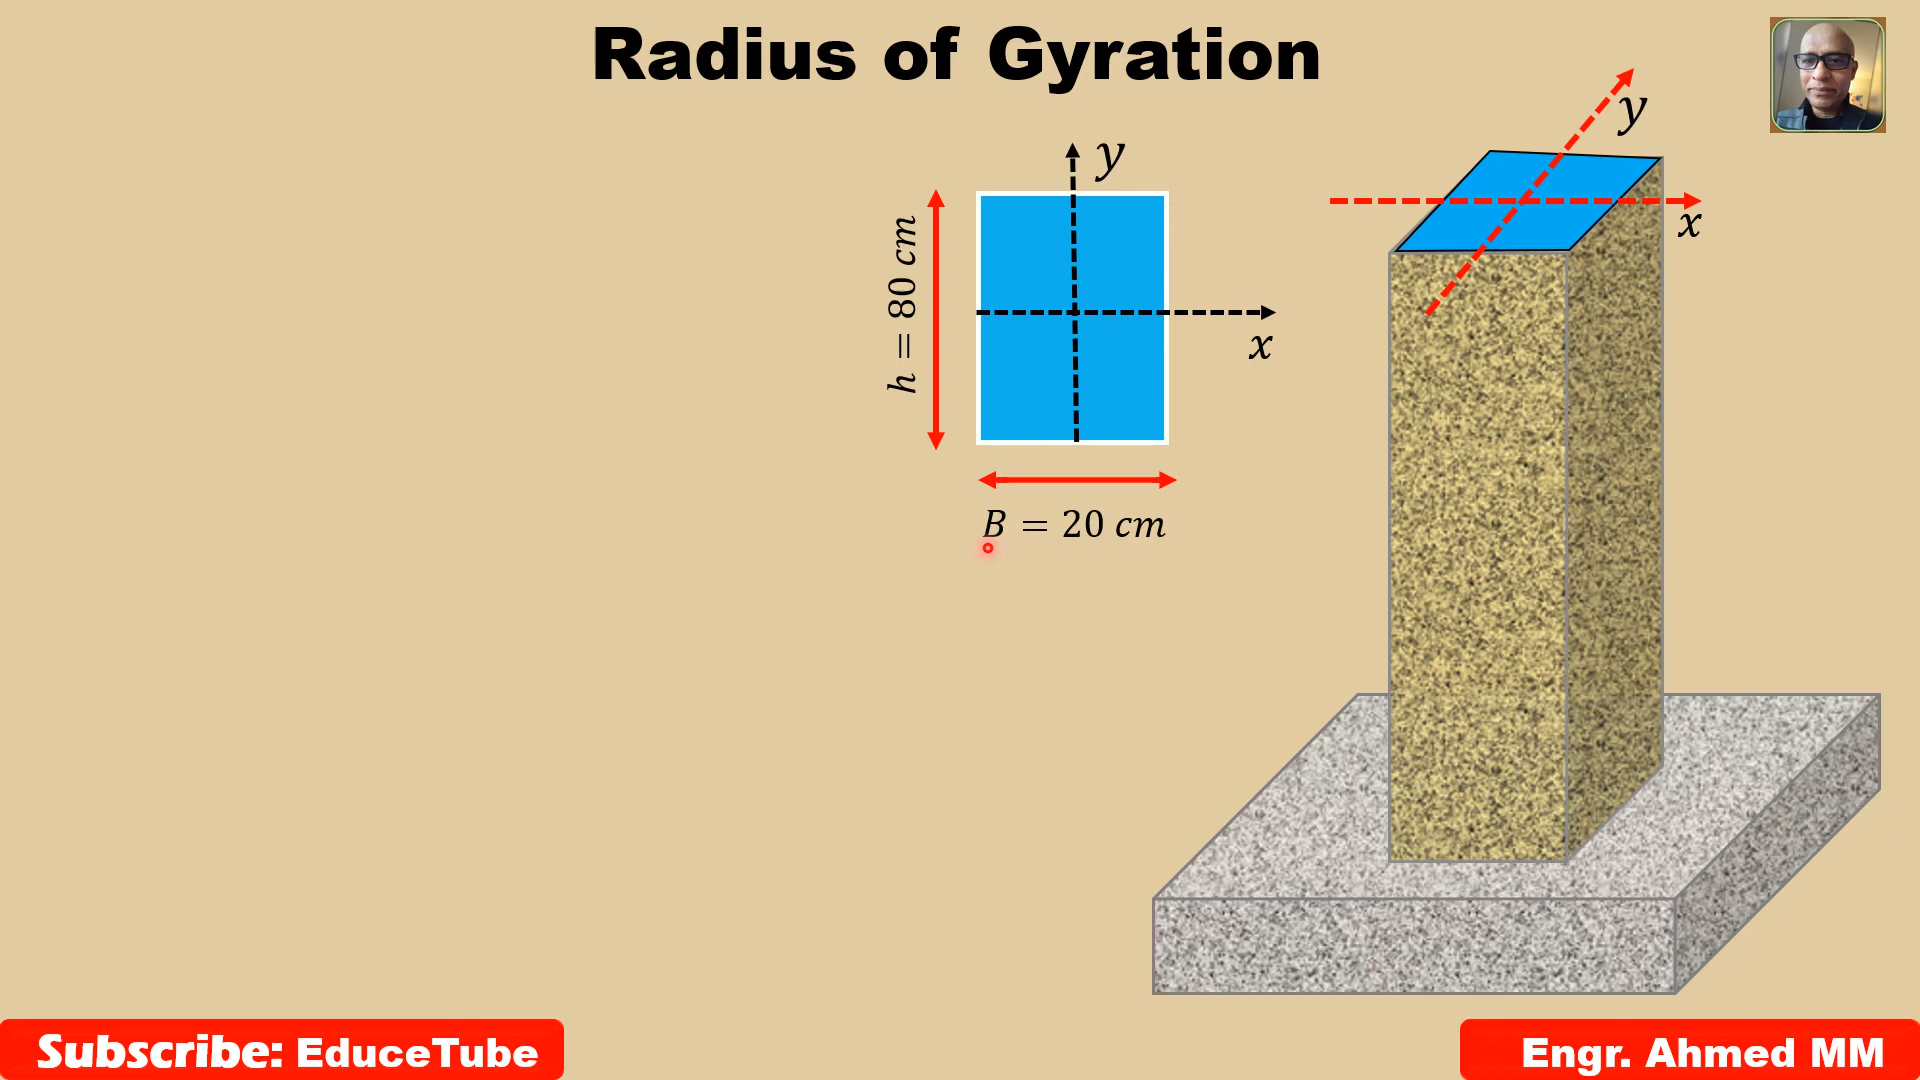 Radius of Gyration
y
x
h = 80 cm
B = 20 cm
y
x
Subscribe: EduceTube
Engr. Ahmed MM